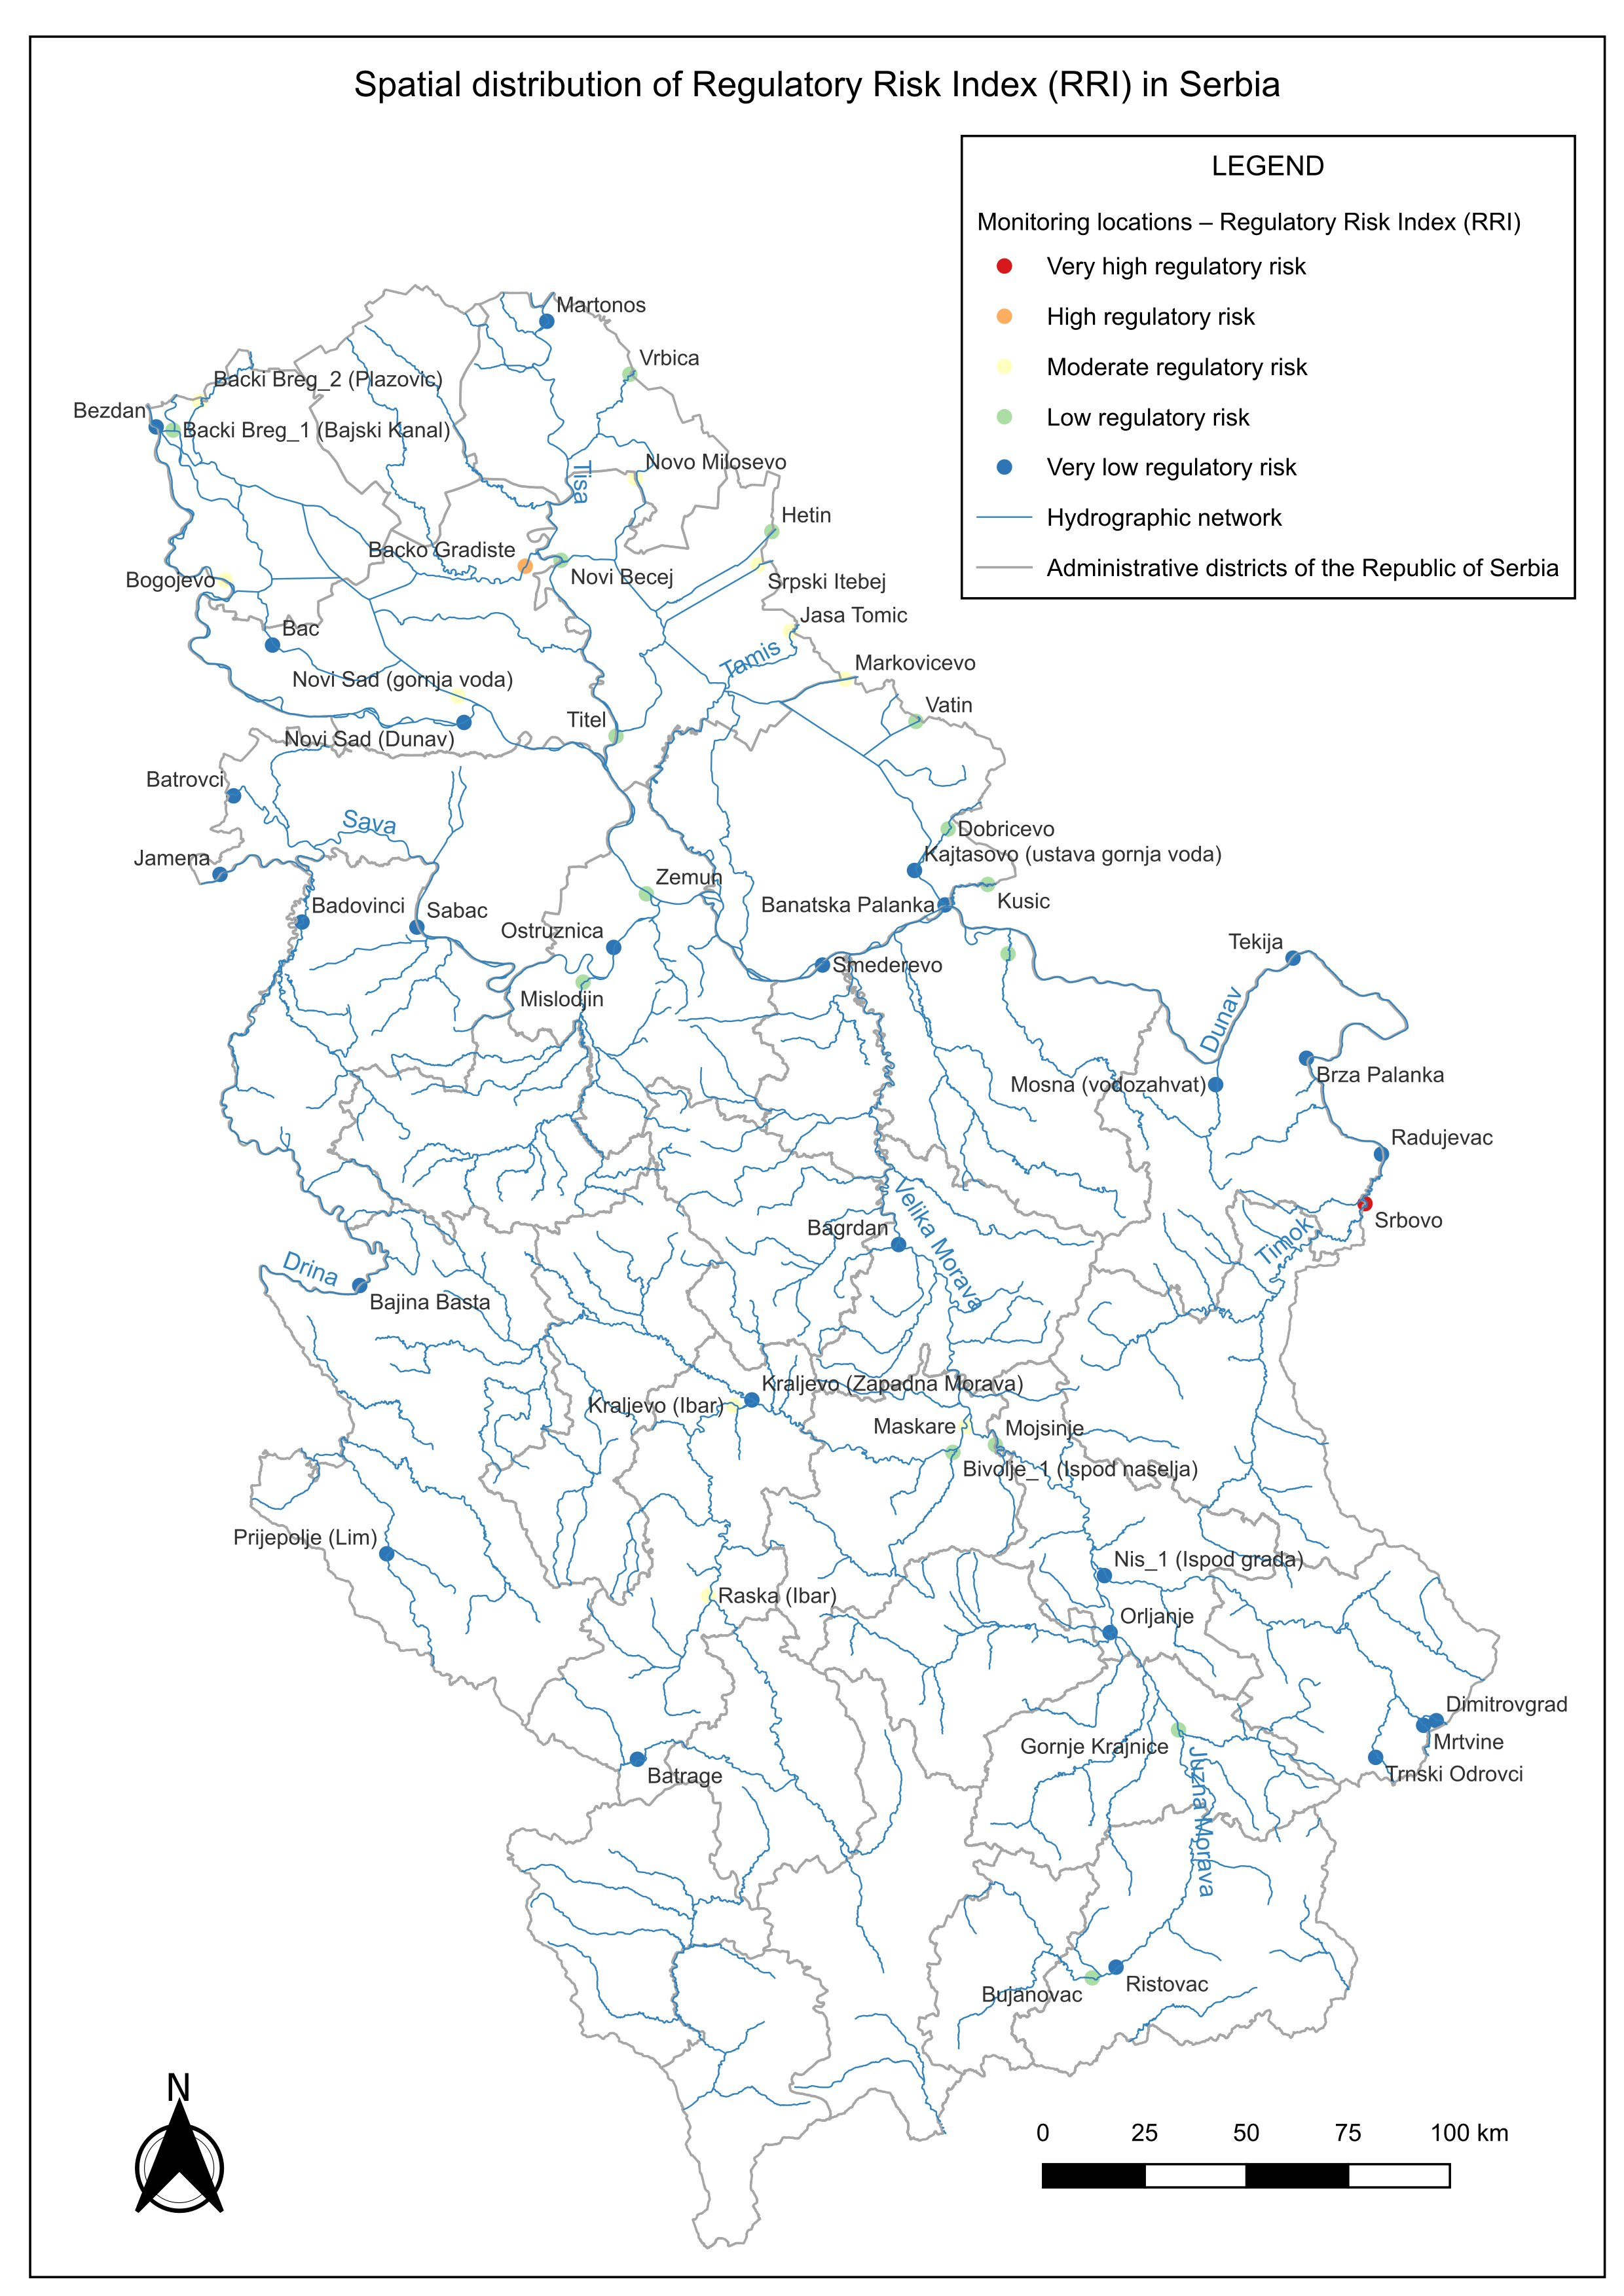 Spatial distribution of Regulatory Risk Index (RRI) in Serbia
LEGEND
Monitoring locations – Regulatory Risk Index (RRI)
Very high regulatory risk
High regulatory risk
Moderate regulatory risk
Low regulatory risk
Very low regulatory risk
Hydrographic network
Administrative districts of the Republic of Serbia
Martonos
Vrbica
Backi Breg_2 (Plazovic)
Bezdan
Backi Breg_1 (Bajski Kanal)
Tisa
Novo Milosevo
Hetin
Backo Gradiste
Novi Becej
Bogojevo
Srpski Itebej
Jasa Tomic
Bac
Tamis
Markovicevo
Novi Sad (gornja voda)
Vatin
Titel
Novi Sad (Dunav)
Batrovci
Sava
Dobricevo
Kajtasovo (ustava gornja voda)
Jamena
Zemun
Kusic
Banatska Palanka
Badovinci
Sabac
Ostruznica
Tekija
Smederevo
Mislodjin
Dunav
Mosna (vodozahvat)
Brza Palanka
Radujevac
Srbovo
Velika Morava
Bagrdan
Timok
Drina
Bajina Basta
Kraljevo (Zapadna Morava)
Kraljevo (Ibar)
Maskare
Mojsinje
Bivolje_1 (Ispod naselja)
Prijepolje (Lim)
Nis_1 (Ispod grada)
Raska (Ibar)
Orljanje
Dimitrovgrad
Gornje Krajnice
Mrtvine
Trnski Odrovci
Batrage
Juzna Morava
Bujanovac
Ristovac
N
0 25 50 75 100 km